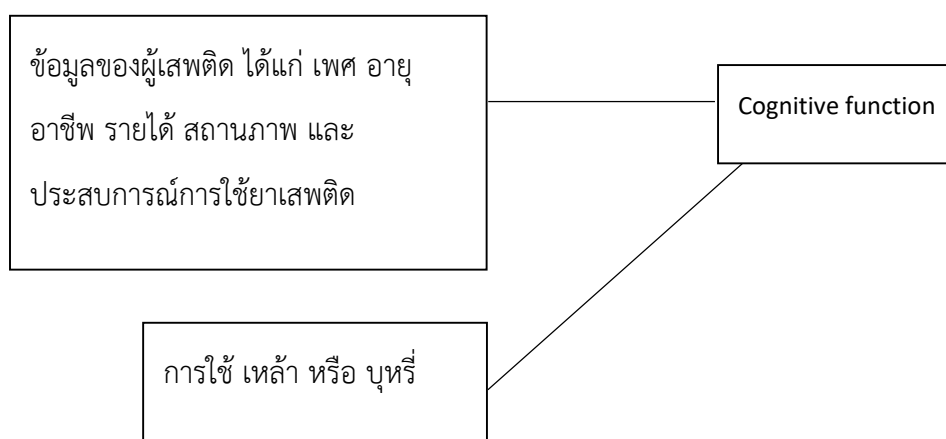 ข้อมูลของผู้เสพติด ได้แก่ เพศ อายุ
อาชีพ รายได้ สถานภาพ และ
ประสบการณ์การใช้ยาเสพติด
Cognitive function
การใช้ เหล้า หรือ บุหรี่